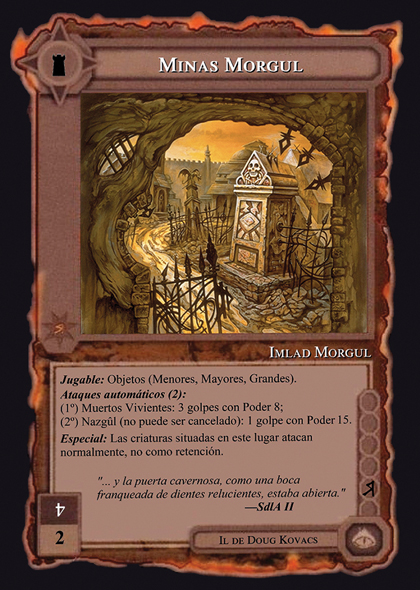 Minas Morgul
Imlad Morgul
Jugable: Objetos (Menores, Mayores, Grandes).
Ataques automáticos (2):
(1º) Muertos Vivientes: 3 golpes con Poder 8;
(2º) Nazgûl (no puede ser cancelado): 1 golpe con Poder 15.
Especial: Las criaturas situadas en este lugar atacan
normalmente, no como retención.
"... y la puerta cavernosa, como una boca
franqueada de dientes relucientes, estaba abierta."
—SdlA II
2
Il de Doug Kovacs